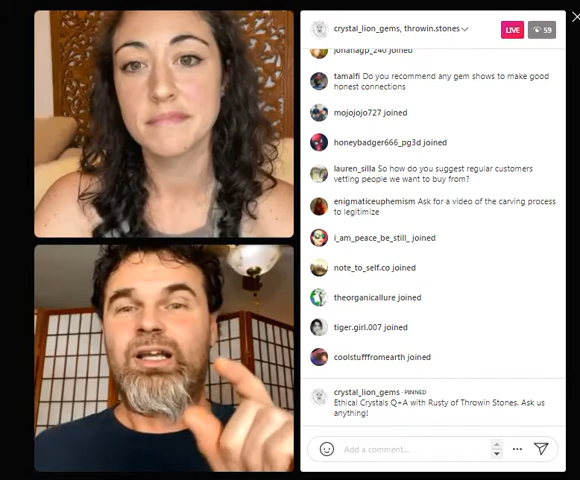 crystal_lion_gems, throwin.stones
LIVE
59
jonahagp_240 joined
tamalfi Do you recommend any gem shows to make good
honest connections
mojojojo727 joined
honeybadger666_pg3d joined
lauren_silla So how do you suggest regular customers
vetting people we want to buy from?
enigmaticeuphemism Ask for a video of the carving process
to legitimize
i_am_peace_be_still_ joined
note_to_self.co joined
theorganicallure joined
tiger.girl.007 joined
coolstufffromearth joined
crystal_lion_gems · PINNED
Ethical Crystals Q+A with Rusty of Throwin Stones. Ask us
anything!
Add a comment...